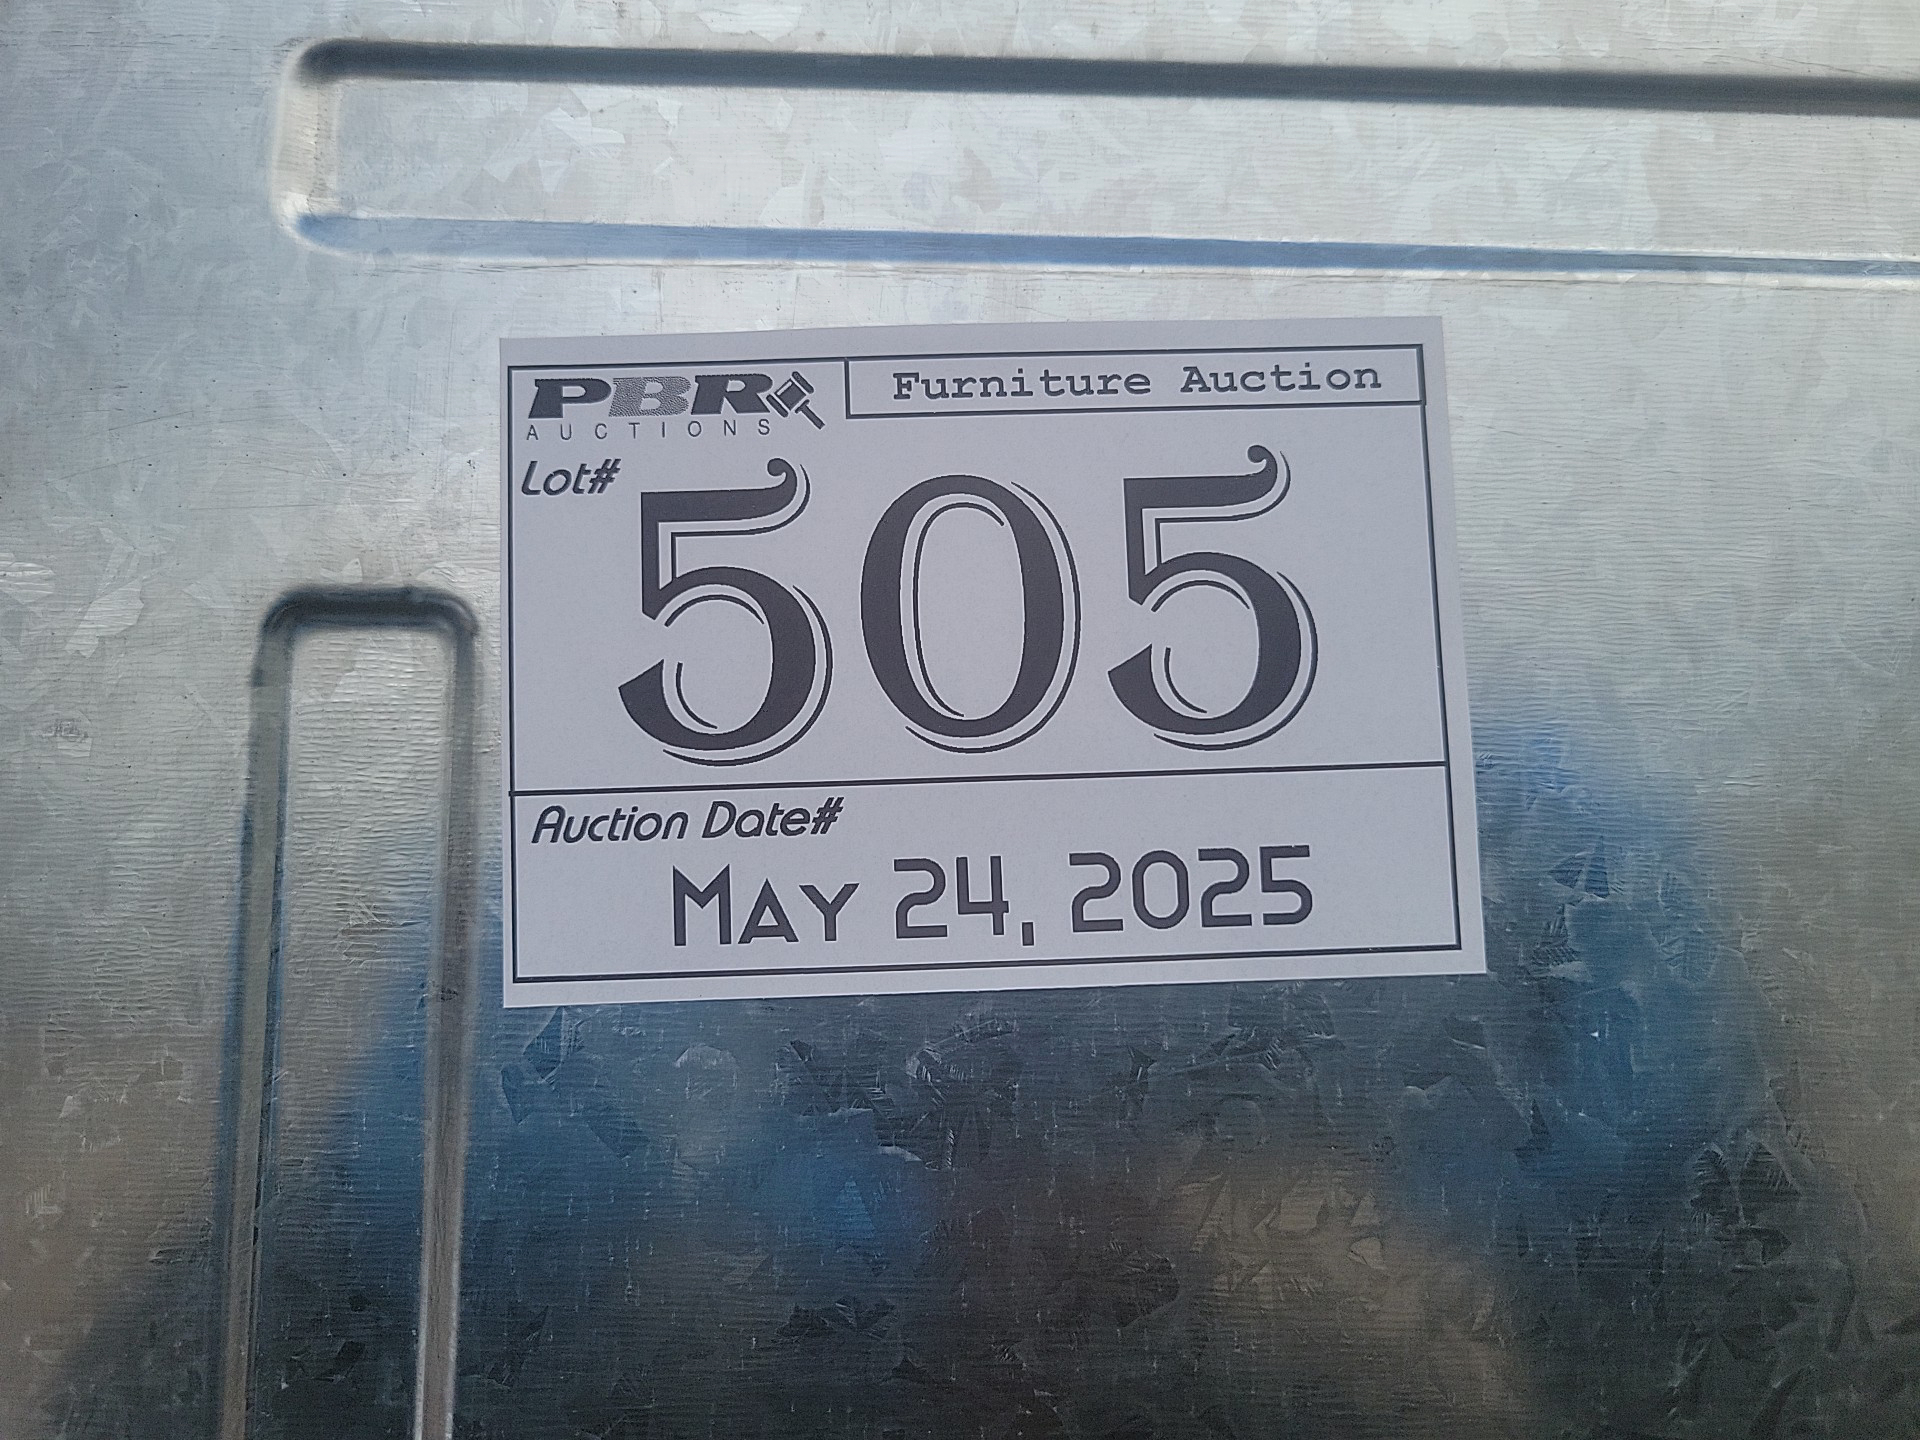 PBR
AUCTIONS
Furniture Auction
Lot#
505
Auction Date#
MAY 24, 2025